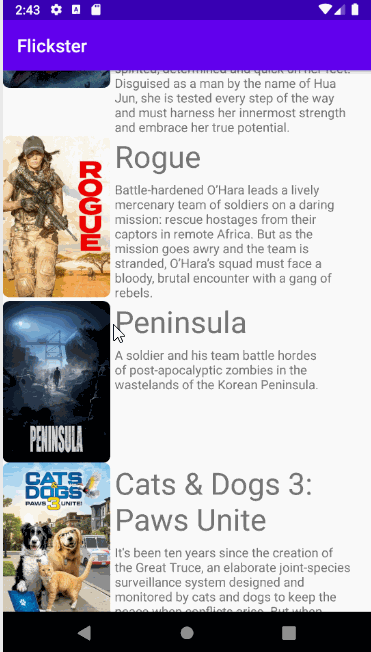 2:43
Flickster
spirited, determined and quick on her feet.
Disguised as a man by the name of Hua
Jun, she is tested every step of the way
and must harness her innermost strength
and embrace her true potential.
ROGUE
Rogue
Battle-hardened O'Hara leads a lively
mercenary team of soldiers on a daring
mission: rescue hostages from their
captors in remote Africa. But as the
mission goes awry and the team is
stranded, O'Hara's squad must face a
bloody, brutal encounter with a gang of
rebels.
PENINSULA
Peninsula
A soldier and his team battle hordes
of post-apocalyptic zombies in the
wastelands of the Korean Peninsula.
CATS
DOGS
3
PAWS UNITE!
Cats & Dogs 3:
Paws Unite
It's been ten years since the creation of
the Great Truce, an elaborate joint-species
surveillance system designed and
monitored by cats and dogs to keep the
peace when conflicts arise. But when